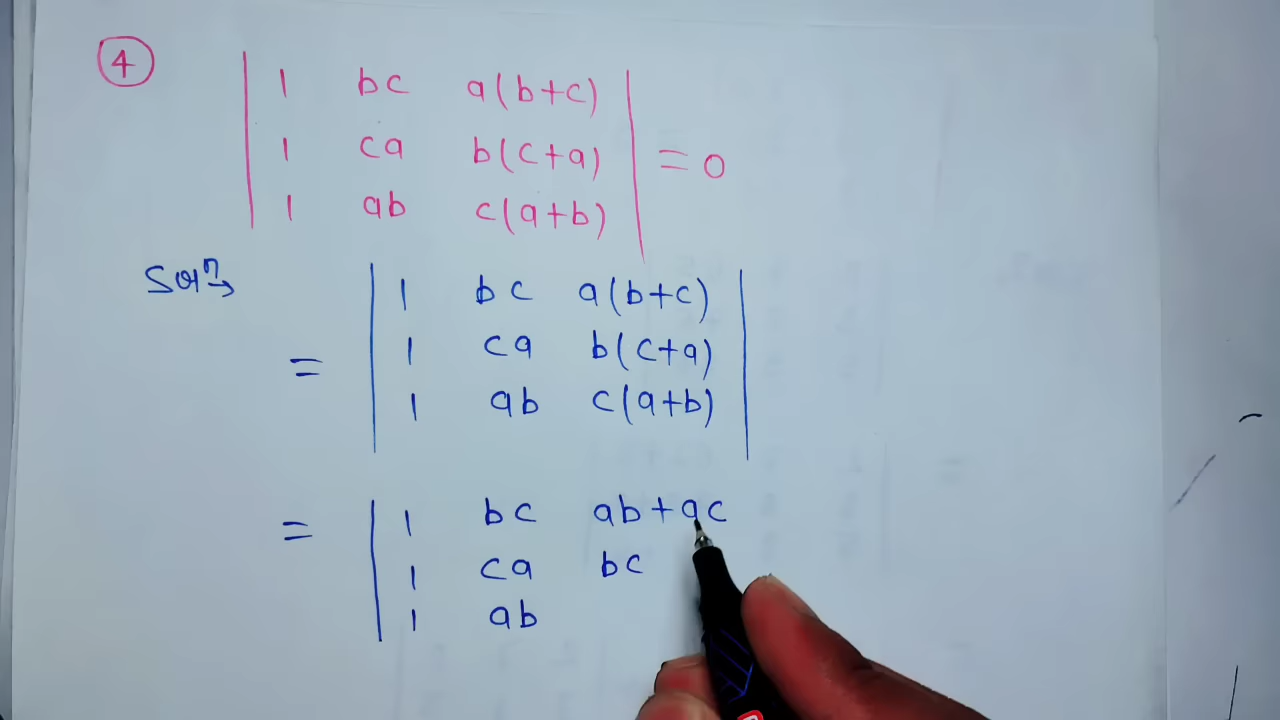 4
1 bc a(b+c)
1 ca b(c+a) = 0
1 ab c(a+b)
1 bc a(b+c)
= 1 ca b(c+a)
1 ab c(a+b)
= 1 bc ab+ac
1 ca bc
1 ab